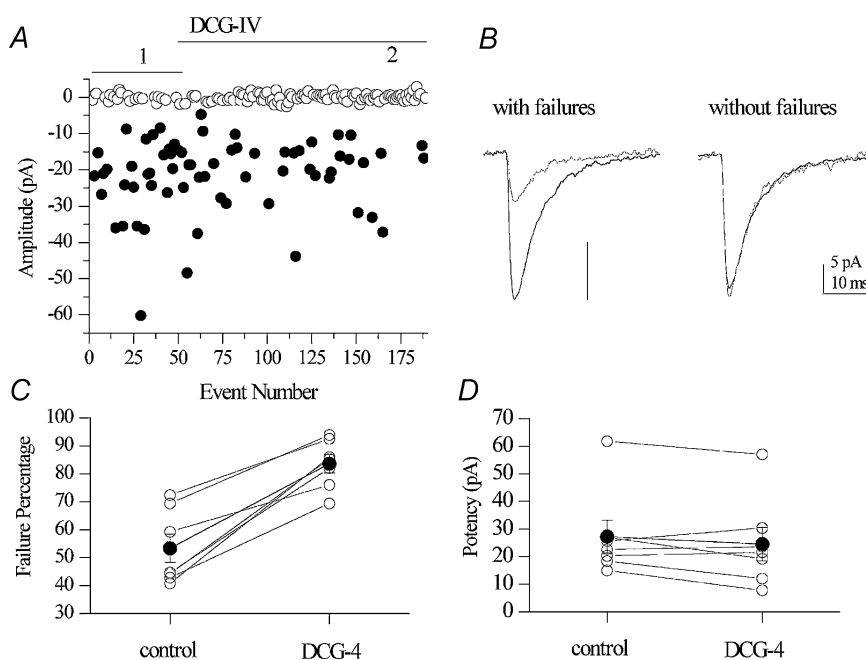 A
DCG-IV
1
2
Amplitude (pA)
0
-10
-20
-30
-40
-50
-60
0 25 50 75 100 125 150 175
Event Number
B
with failures
without failures
5 pA
10 ms
C
Failure Percentage
100
90
80
70
60
50
40
30
control
DCG-4
D
Potency (pA)
70
60
50
40
30
20
10
0
control
DCG-4